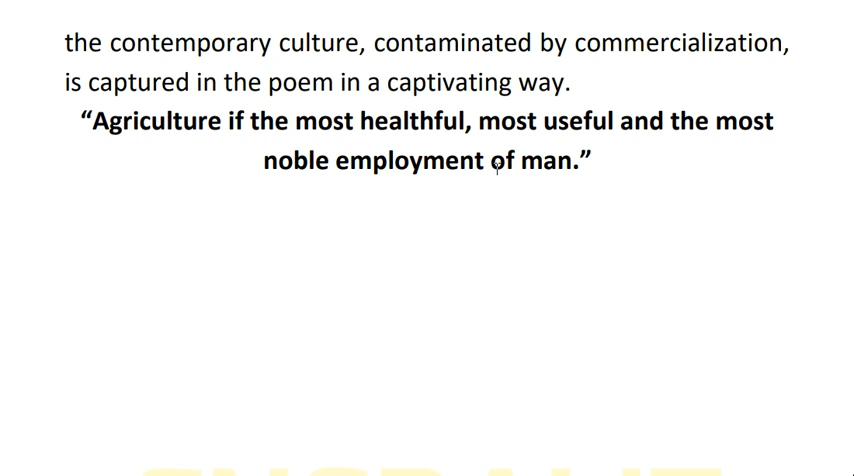 the contemporary culture, contaminated by commercialization,
is captured in the poem in a captivating way.
“Agriculture if the most healthful, most useful and the most
noble employment of man.”